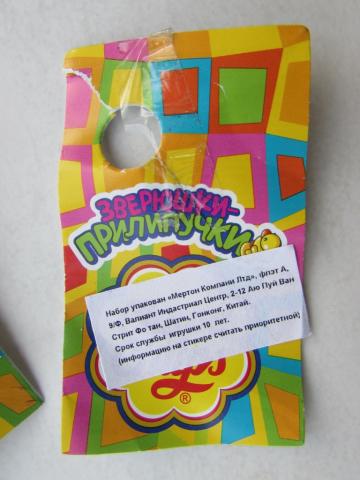 ЗВЕРЮШКИ-
ПРИЛИПУЧКИ
Набор упакован «Мертон Компани Лтд», флэт А,
9/Ф, Валиант Индастриал Центр, 2-12 Аю Пуй Ван
Стрит Фо тан, Шатин, Гонконг, Китай.
Срок службы игрушки 10 лет.
(информацию на стикере считать приоритетной)
®